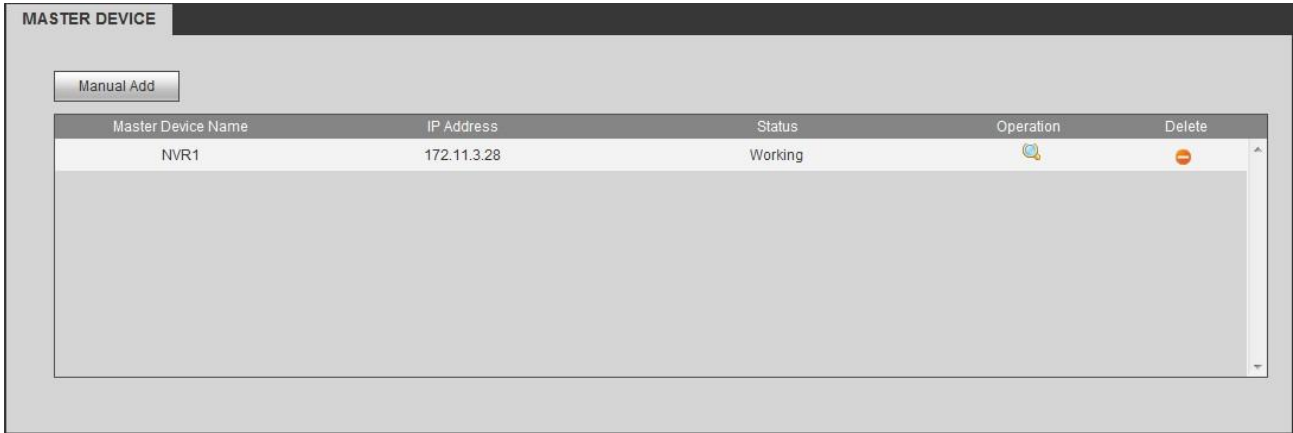 MASTER DEVICE
Manual Add
Master Device Name IP Address Status Operation Delete
NVR1 172.11.3.28 Working